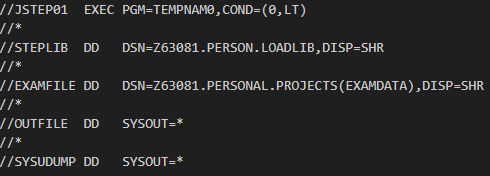 //JSTEP01  EXEC PGM=TEMPNAM0,COND=(0,LT)
//*
//STEPLIB  DD   DSN=Z63081.PERSON.LOADLIB,DISP=SHR
//*
//EXAMFILE DD   DSN=Z63081.PERSONAL.PROJECTS(EXAMDATA),DISP=SHR
//*
//OUTFILE  DD   SYSOUT=*
//*
//SYSUDUMP DD   SYSOUT=*